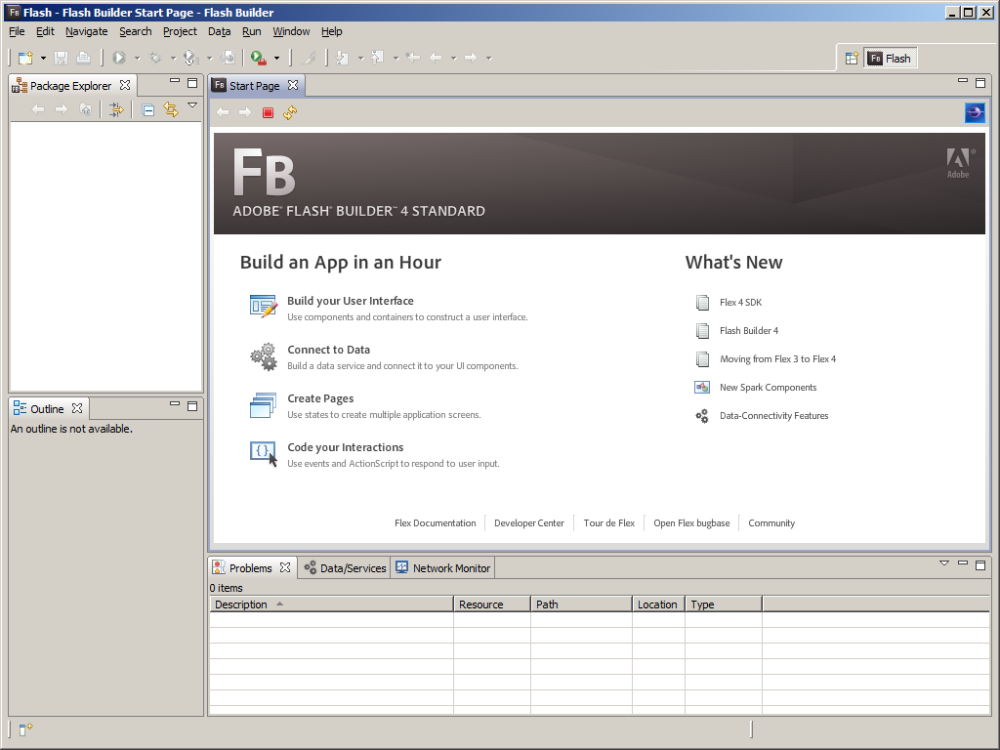 Fb Flash - Flash Builder Start Page - Flash Builder
File Edit Navigate Search Project Data Run Window Help
Fb Flash
Package Explorer
Fb Start Page
FB
ADOBE® FLASH® BUILDER™ 4 STANDARD
Adobe®
Build an App in an Hour
Build your User Interface
Use components and containers to construct a user interface.
Connect to Data
Build a data service and connect it to your UI components.
Create Pages
Use states to create multiple application screens.
Code your Interactions
Use events and ActionScript to respond to user input.
What's New
Flex 4 SDK
Flash Builder 4
Moving from Flex 3 to Flex 4
New Spark Components
Data-Connectivity Features
Flex Documentation Developer Center Tour de Flex Open Flex bugbase Community
Outline
An outline is not available.
Problems Data/Services Network Monitor
0 items
Description Resource Path Location Type